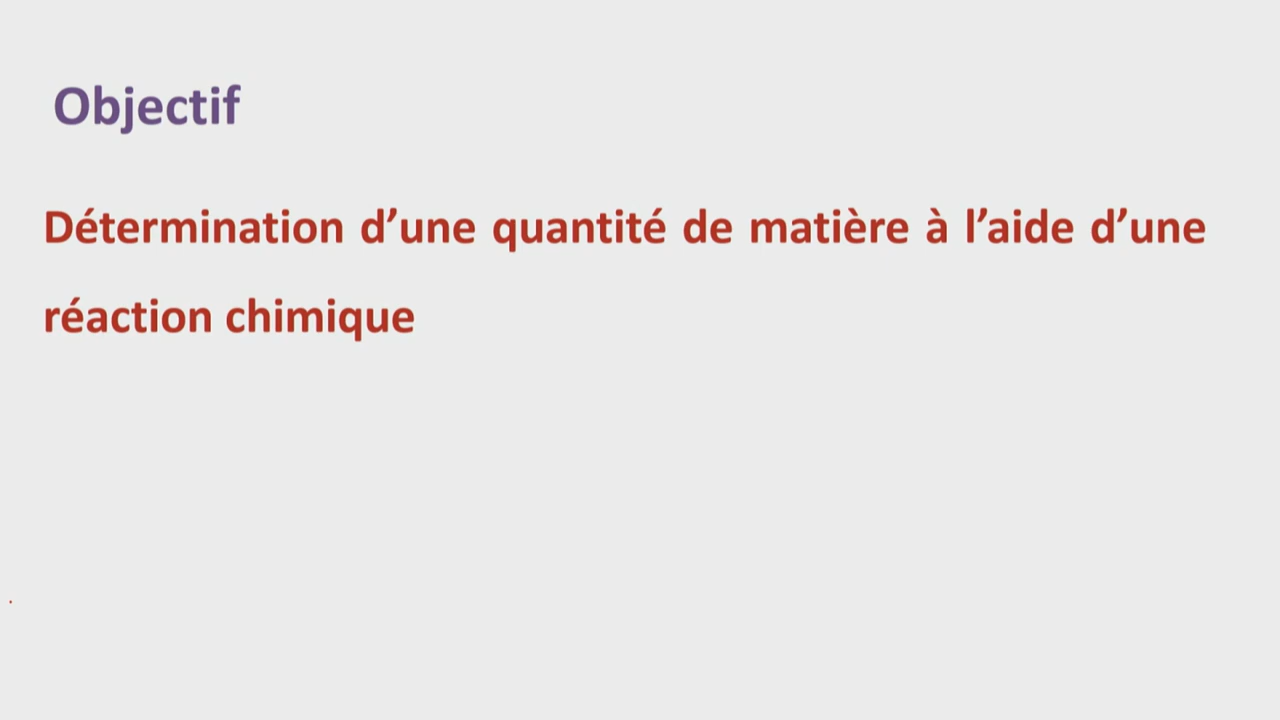 Objectif
Détermination d’une quantité de matière à l’aide d’une
réaction chimique